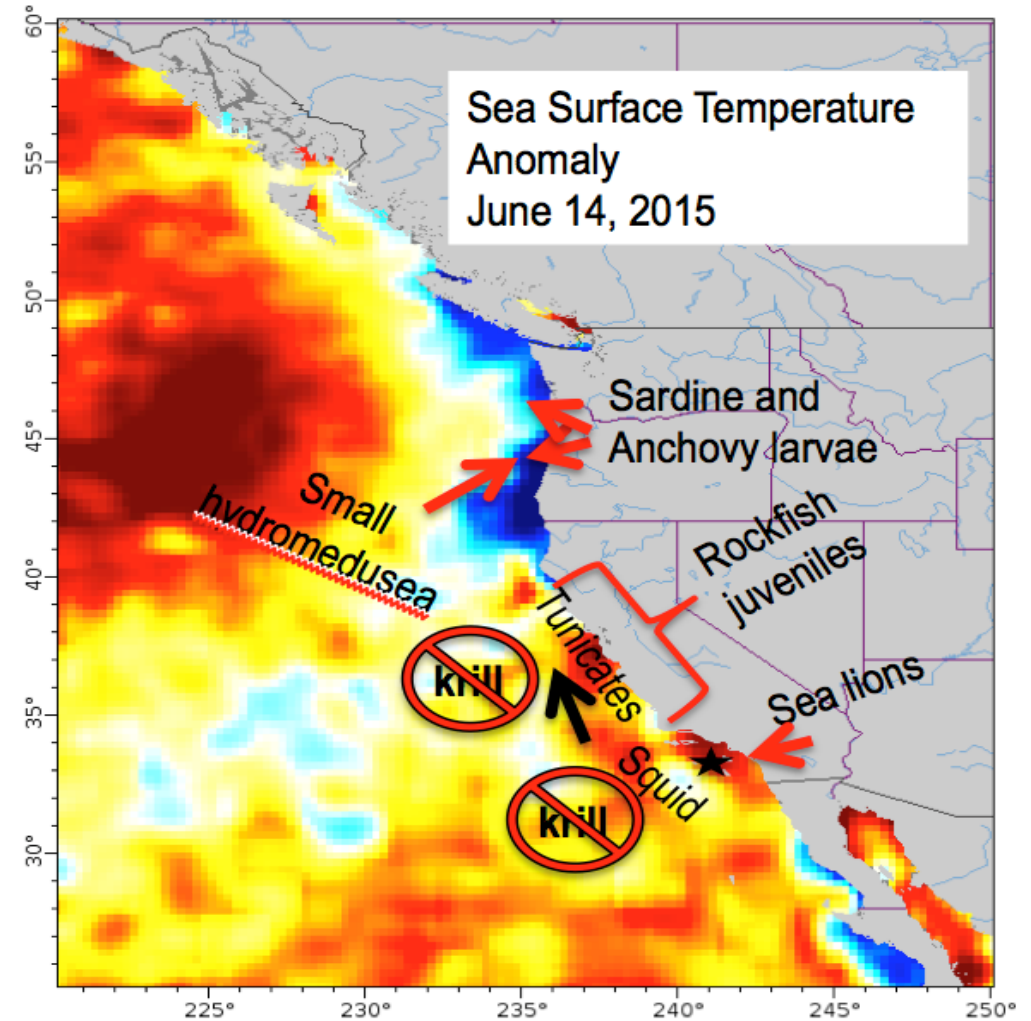 Sea Surface Temperature
Anomaly
June 14, 2015
60°
55°
50°
45°
40°
35°
30°
Sardine and
Anchovy larvae
Small
hydromedusea
Rockfish
juveniles
Tunicates
krill
Sea lions
Squid
krill
225°
230°
235°
240°
245°
250°